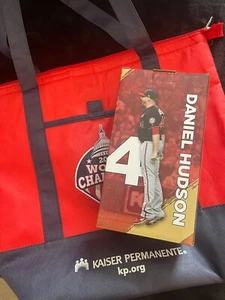 DANIEL HUDSON
4
KAISER PERMANENTE®
kp.org